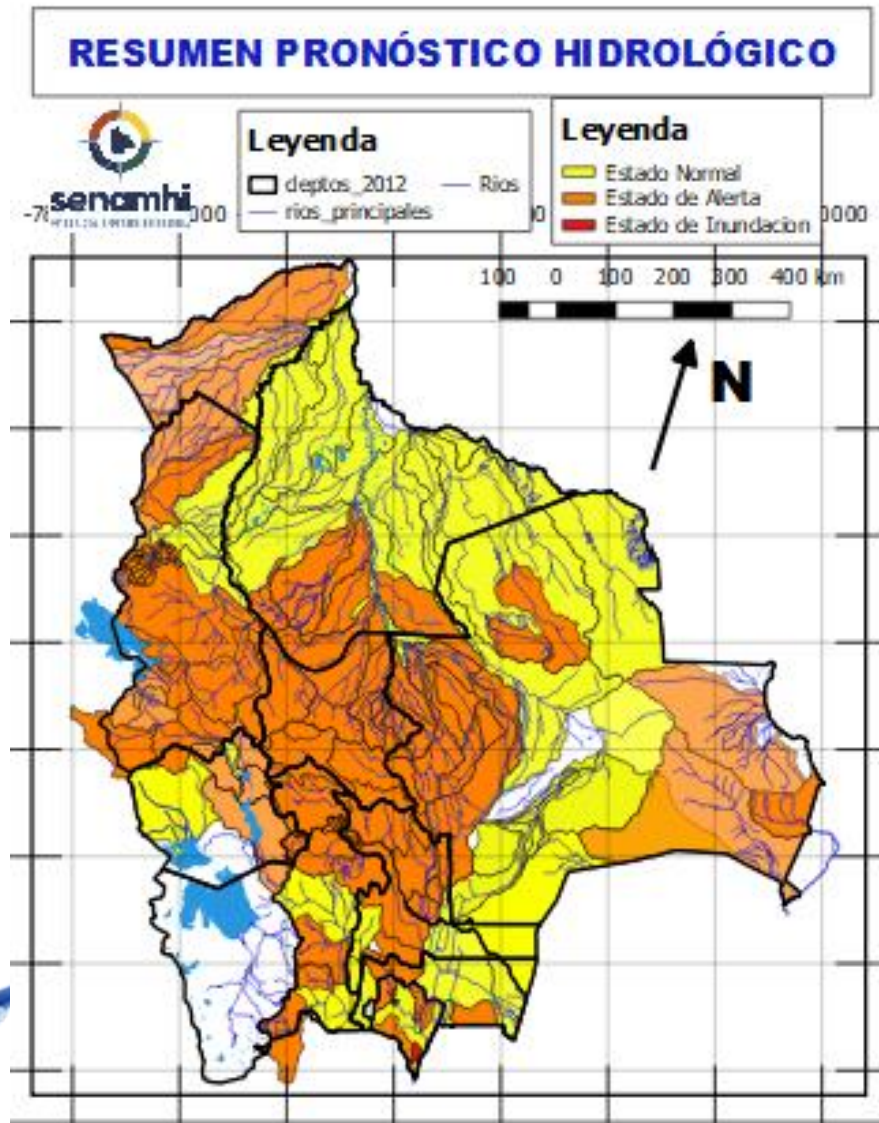 RESUMEN PRONÓSTICO HIDROLÓGICO
senamhi
Leyenda
deptos_2012
Rios
rios_principales
Leyenda
Estado Normal
Estado de Alerta
Estado de Inundacion
100 0 100 200 300 400 km
N